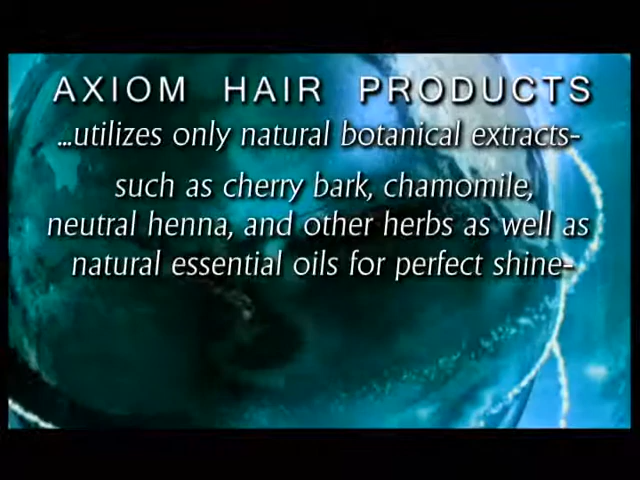 AXIOM HAIR PRODUCTS
...utilizes only natural botanical extracts-
such as cherry bark, chamomile,
neutral henna, and other herbs as well as
natural essential oils for perfect shine-